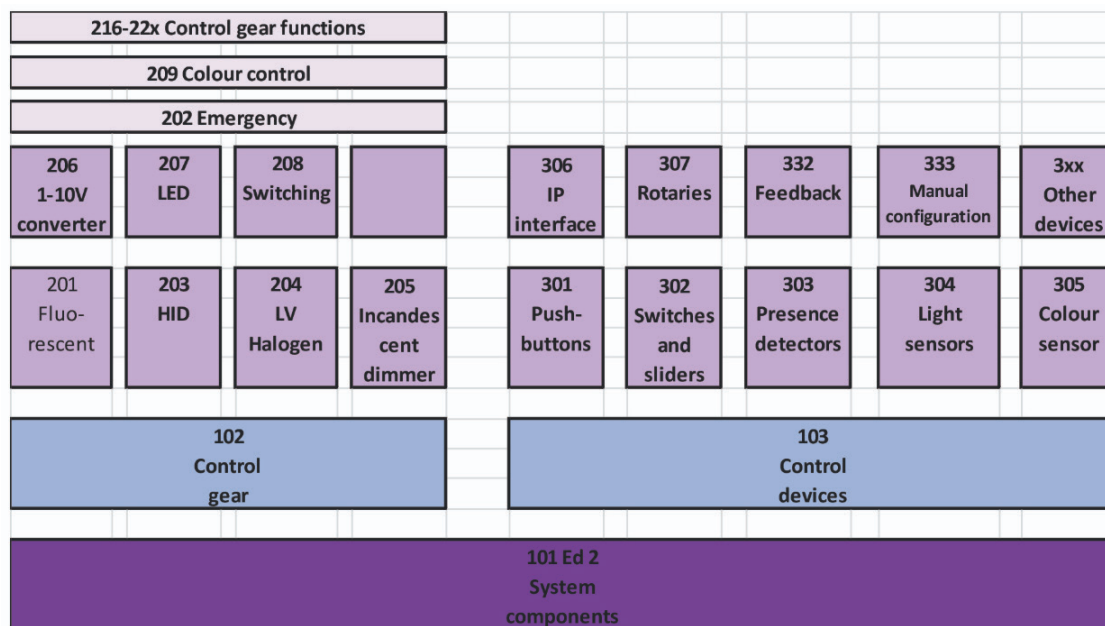 216-22x Control gear functions
209 Colour control
202 Emergency
206
1-10V
converter
207
LED
208
Switching
306
IP
interface
307
Rotaries
332
Feedback
333
Manual
configuration
3xx
Other
devices
201
Fluo-
rescent
203
HID
204
LV
Halogen
205
Incandes
cent
dimmer
301
Push-
buttons
302
Switches
and
sliders
303
Presence
detectors
304
Light
sensors
305
Colour
sensor
102
Control
gear
103
Control
devices
101 Ed 2
System
components